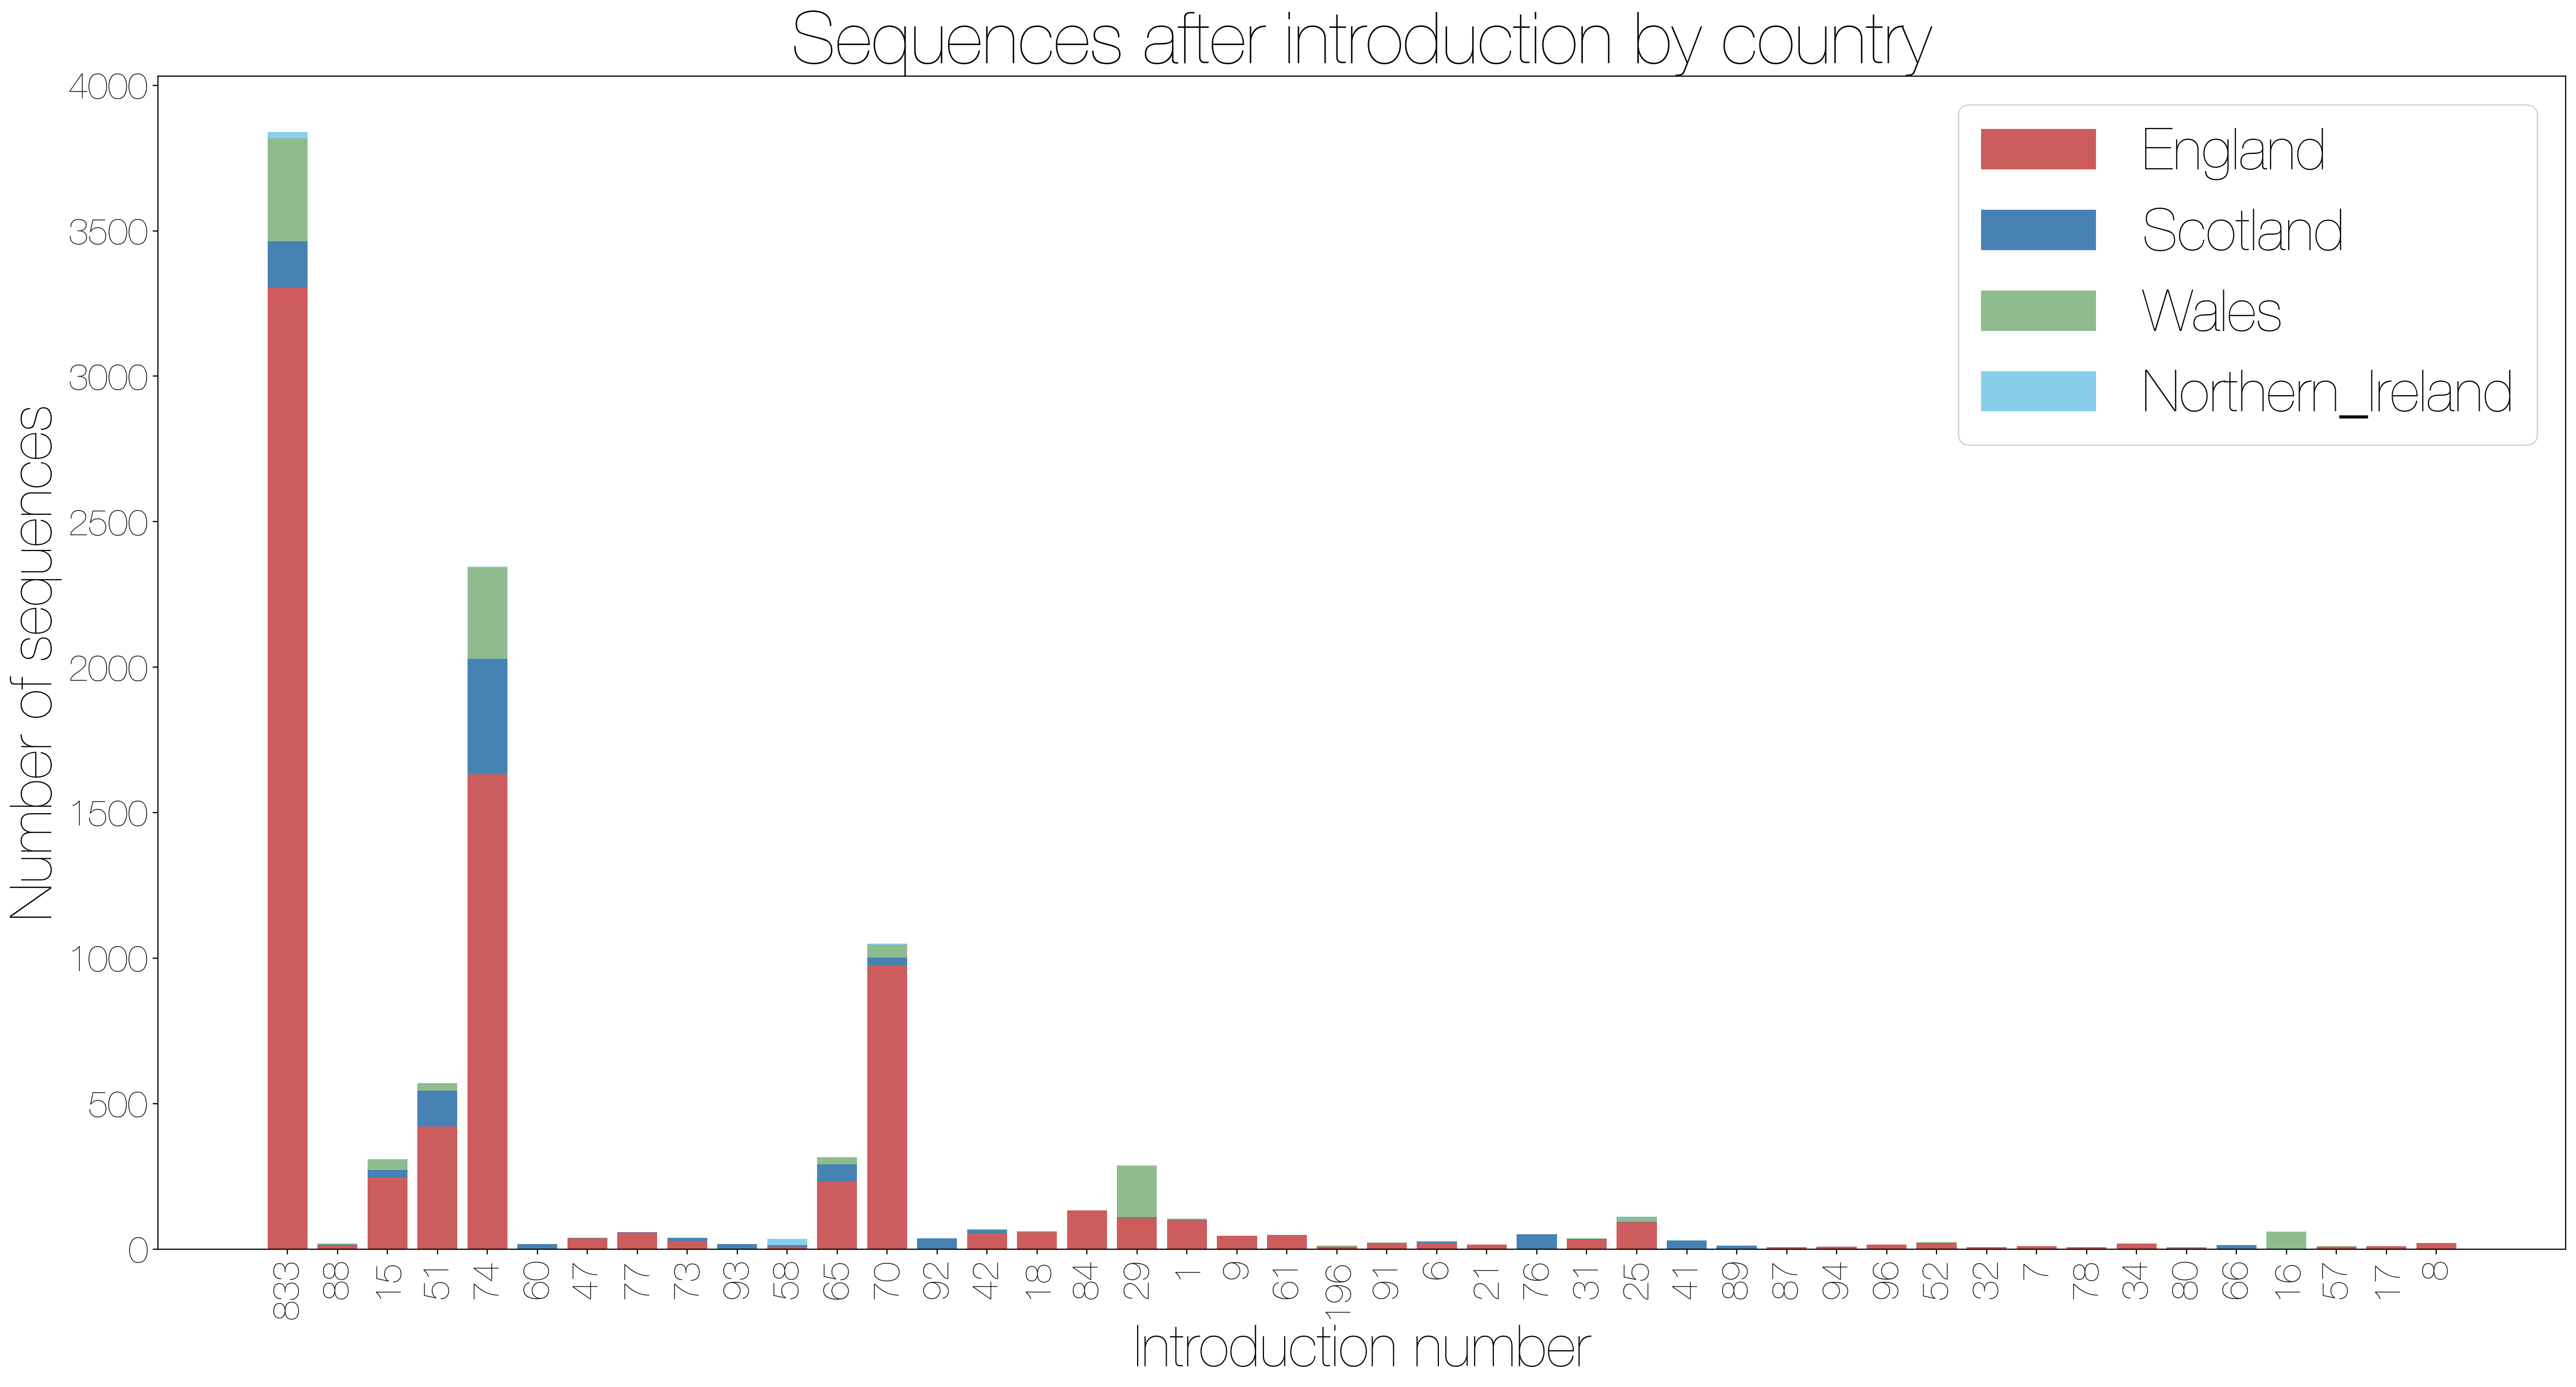 Sequences after introduction by country
4000
3500
3000
2500
2000
1500
1000
500
0
Number of sequences
England
Scotland
Wales
Northern_Ireland
833 88 15 51 74 60 47 77 73 93 58 65 70 92 42 18 84 29 1 9 61 196 91 6 21 76 31 25 41 89 87 94 96 52 32 7 78 34 80 66 16 57 17 8
Introduction number